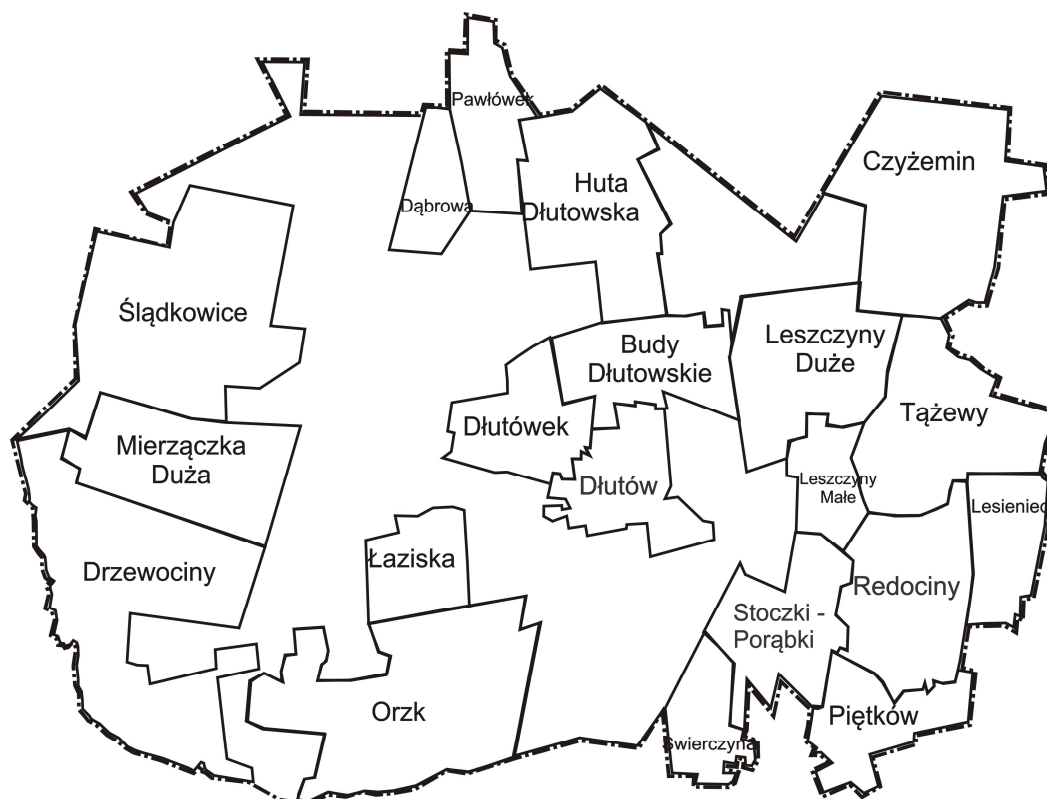 Pawłówek
Czyżemin
Huta
Dłutowska
Dąbrowa
Ślądkowice
Leszczyny
Duże
Budy
Dłutowskie
Tążewy
Dłutówek
Mierzączka
Duża
Dłutów
Leszczyny
Małe
Lesieniec
Łaziska
Drzewociny
Redociny
Stoczki -
Porąbki
Orzk
Piętków
Świerczyna